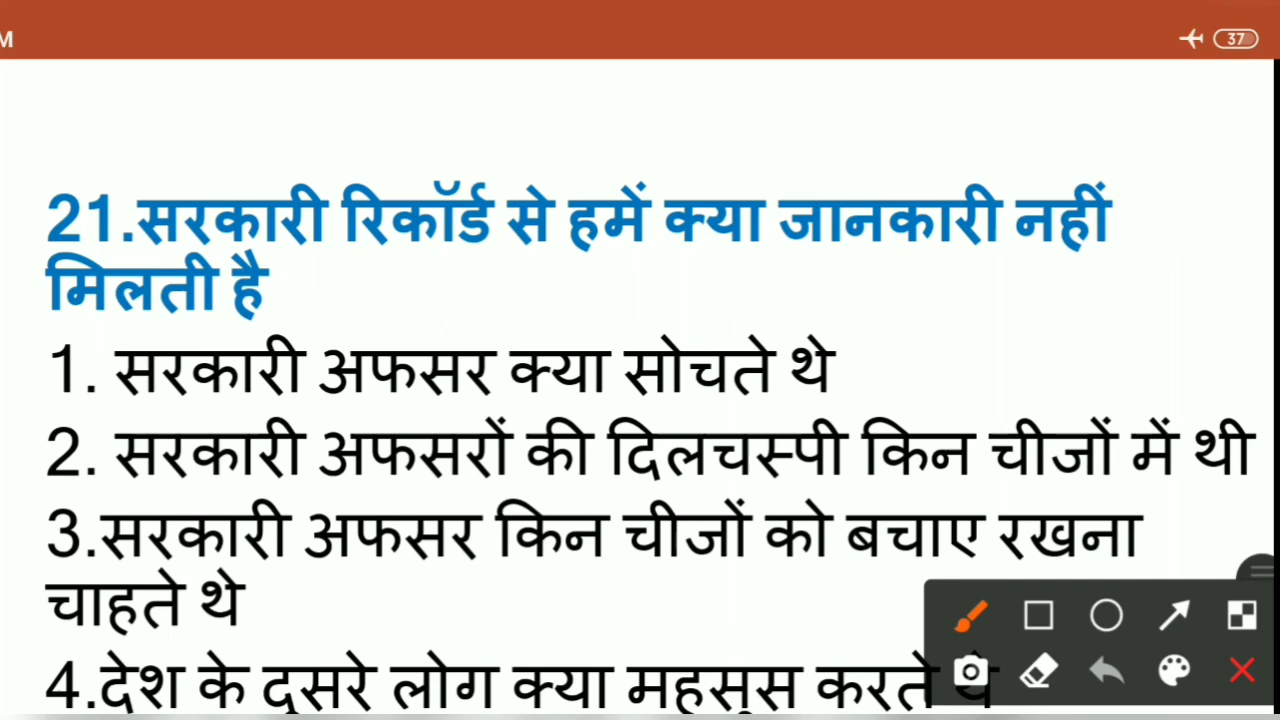 M
37
21.सरकारी रिकॉर्ड से हमें क्या जानकारी नहीं
मिलती है
1. सरकारी अफसर क्या सोचते थे
2. सरकारी अफसरों की दिलचस्पी किन चीजों में थी
3.सरकारी अफसर किन चीजों को बचाए रखना
चाहते थे
4.देश के दूसरे लोग क्या महसूस करते थे